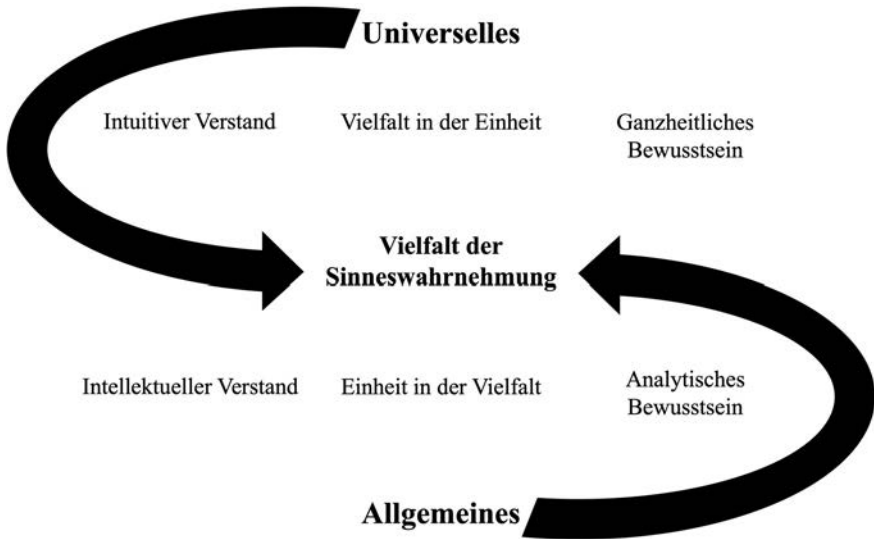 Universelles
Intuitiver Verstand
Vielfalt in der Einheit
Ganzheitliches
Bewusstsein
Vielfalt der
Sinneswahrnehmung
Intellektueller Verstand
Einheit in der Vielfalt
Analytisches
Bewusstsein
Allgemeines